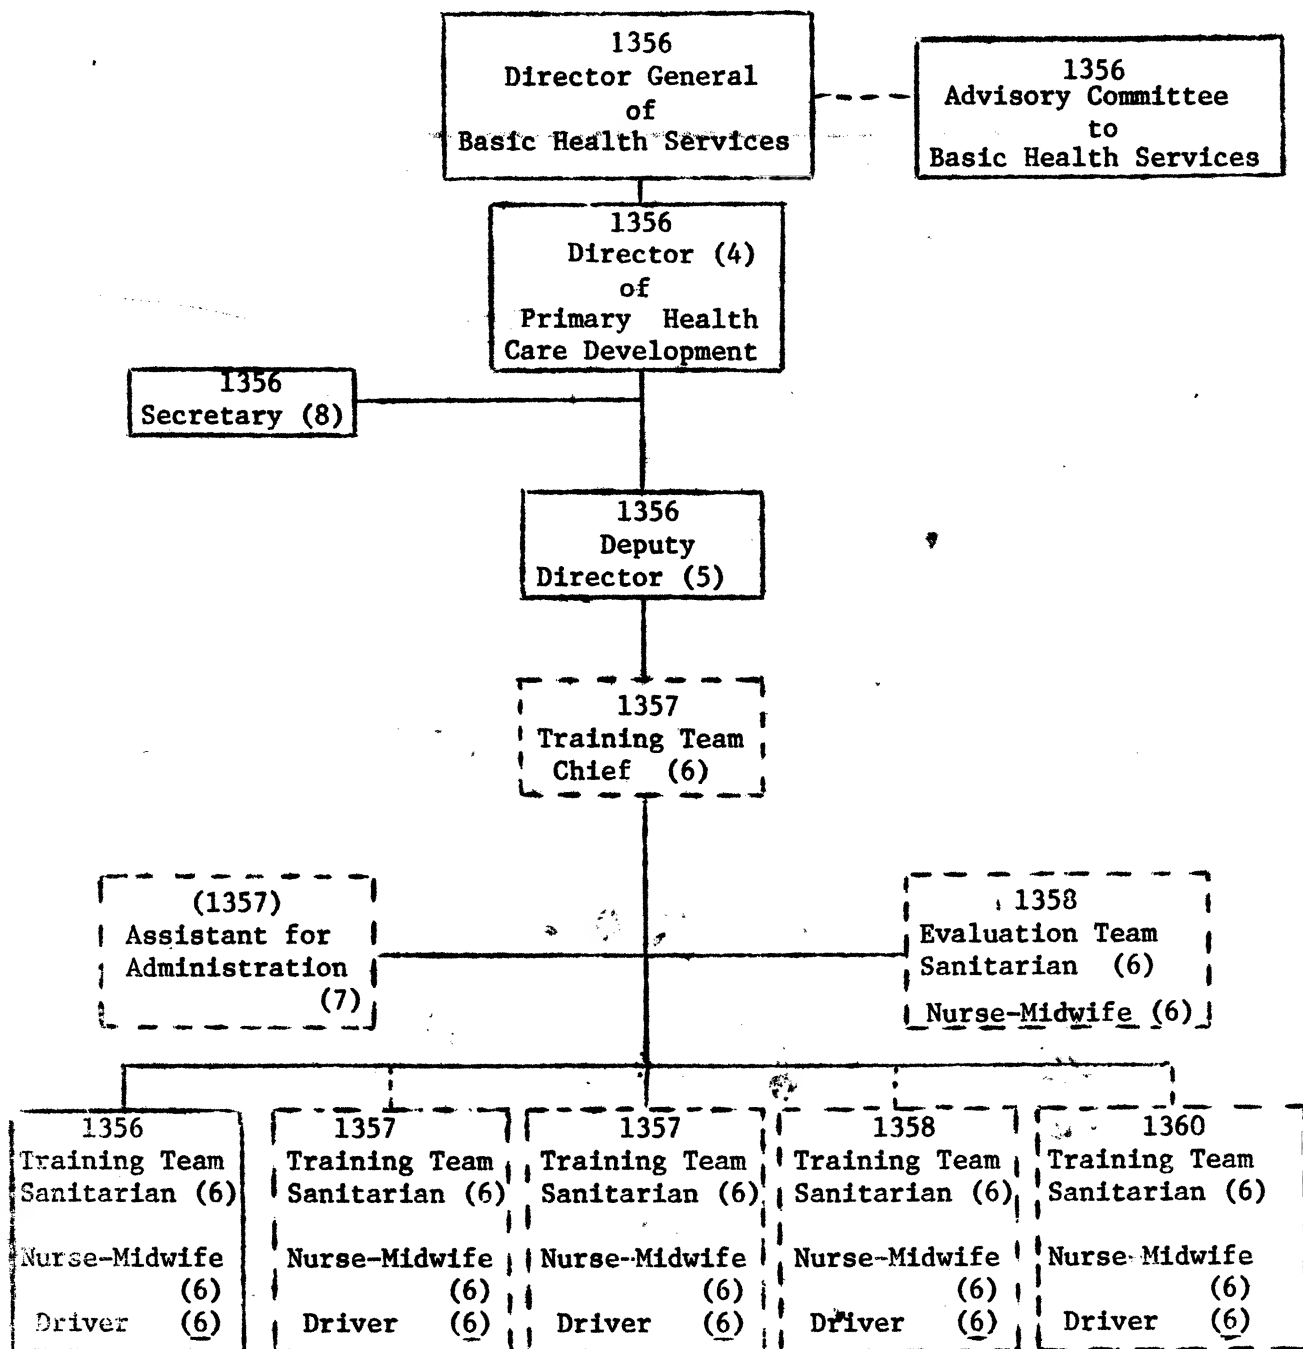 1356
Director General
of
Basic Health Services
1356
Advisory Committee
to
Basic Health Services
1356
Director (4)
of
Primary Health
Care Development
1356
Secretary (8)
1356
Deputy
Director (5)
1357
Training Team
Chief (6)
(1357)
Assistant for
Administration
(7)
1358
Evaluation Team
Sanitarian (6)
Nurse-Midwife (6)
1356
Training Team
Sanitarian (6)
Nurse-Midwife
(6)
Driver (6)
1357
Training Team
Sanitarian (6)
Nurse-Midwife
(6)
Driver (6)
1357
Training Team
Sanitarian (6)
Nurse-Midwife
(6)
Driver (6)
1358
Training Team
Sanitarian (6)
Nurse-Midwife
(6)
Driver (6)
1360
Training Team
Sanitarian (6)
Nurse-Midwife
(6)
Driver (6)